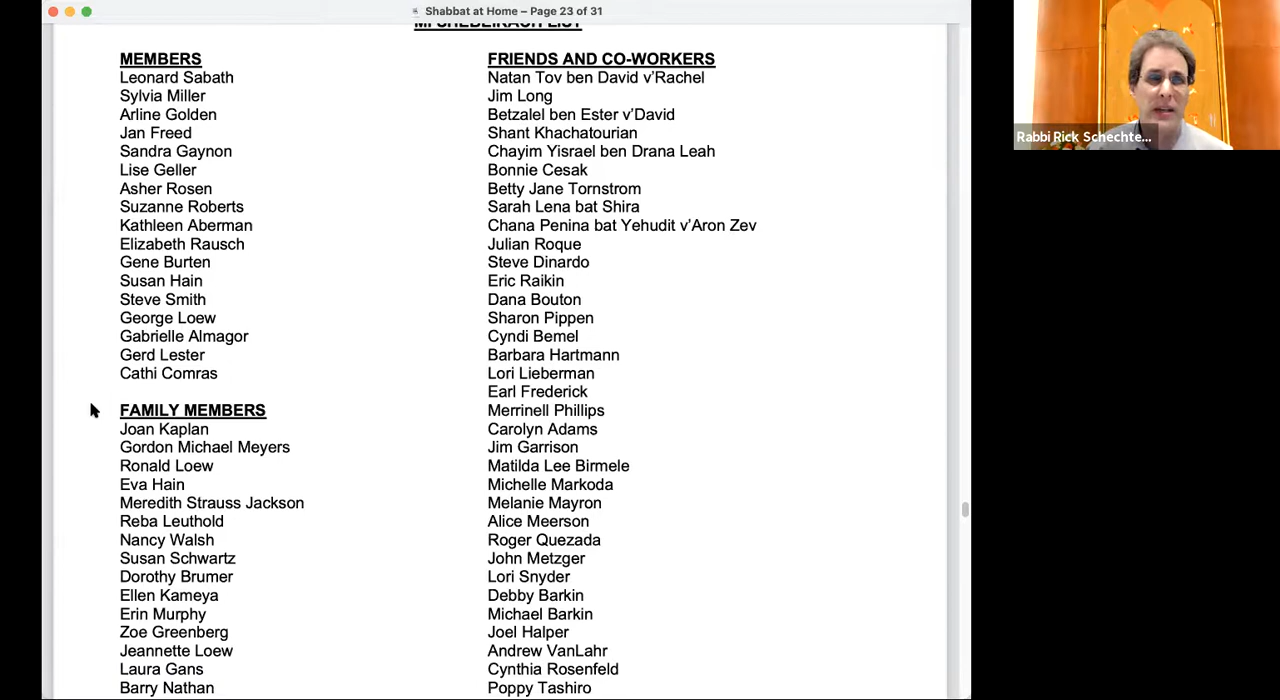 Shabbat at Home – Page 23 of 31
MI SHEBEIRACH LIST
MEMBERS
Leonard Sabath
Sylvia Miller
Arline Golden
Jan Freed
Sandra Gaynon
Lise Geller
Asher Rosen
Suzanne Roberts
Kathleen Aberman
Elizabeth Rausch
Gene Burten
Susan Hain
Steve Smith
George Loew
Gabrielle Almagor
Gerd Lester
Cathi Comras
FAMILY MEMBERS
Joan Kaplan
Gordon Michael Meyers
Ronald Loew
Eva Hain
Meredith Strauss Jackson
Reba Leuthold
Nancy Walsh
Susan Schwartz
Dorothy Brumer
Ellen Kameya
Erin Murphy
Zoe Greenberg
Jeannette Loew
Laura Gans
Barry Nathan
FRIENDS AND CO-WORKERS
Natan Tov ben David v’Rachel
Jim Long
Betzalel ben Ester v’David
Shant Khachatourian
Chayim Yisrael ben Drana Leah
Bonnie Cesak
Betty Jane Tornstrom
Sarah Lena bat Shira
Chana Penina bat Yehudit v’Aron Zev
Julian Roque
Steve Dinardo
Eric Raikin
Dana Bouton
Sharon Pippen
Cyndi Bemel
Barbara Hartmann
Lori Lieberman
Earl Frederick
Merrinell Phillips
Carolyn Adams
Jim Garrison
Matilda Lee Birmele
Michelle Markoda
Melanie Mayron
Alice Meerson
Roger Quezada
John Metzger
Lori Snyder
Debby Barkin
Michael Barkin
Joel Halper
Andrew VanLahr
Cynthia Rosenfeld
Poppy Tashiro
Rabbi Rick Schechte...